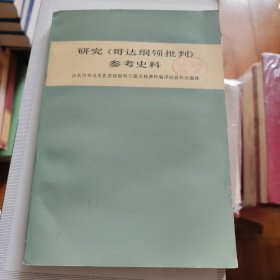 研究《哥达纲领批判》
参考史料
中共中央马克思恩格斯列宁斯大林著作编译局资料室编译